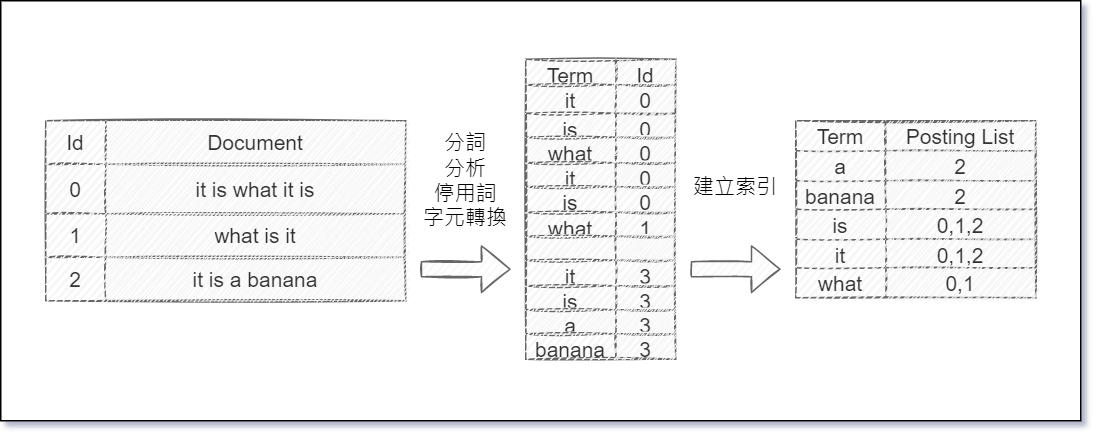 Id Document
0 it is what it is
1 what is it
2 it is a banana
分詞
分析
停用詞
字元轉換
Term Id
it 0
is 0
what 0
it 0
is 0
what 1
it 3
is 3
a 3
banana 3
建立索引
Term Posting List
a 2
banana 2
is 0,1,2
it 0,1,2
what 0,1